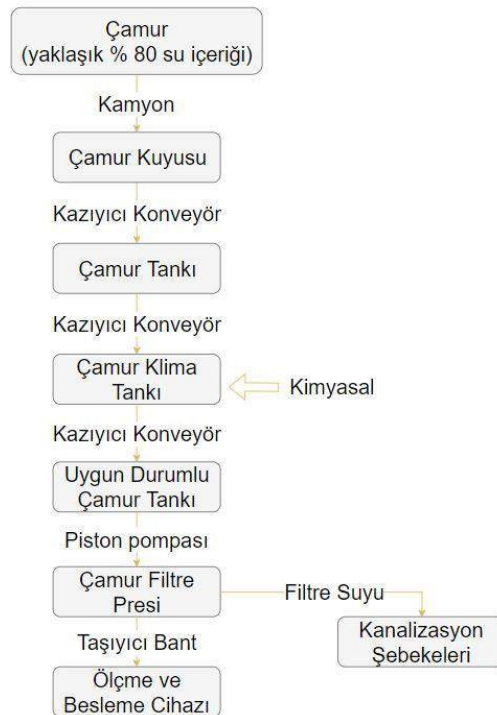 Çamur
(yaklaşık % 80 su içeriği)
Kamyon
Çamur Kuyusu
Kazıyıcı Konveyör
Çamur Tankı
Kazıyıcı Konveyör
Çamur Klima
Tankı
Kimyasal
Kazıyıcı Konveyör
Uygun Durumlu
Çamur Tankı
Piston pompası
Çamur Filtre
Presi
Filtre Suyu
Kanalizasyon
Şebekeleri
Taşıyıcı Bant
Ölçme ve
Besleme Cihazı